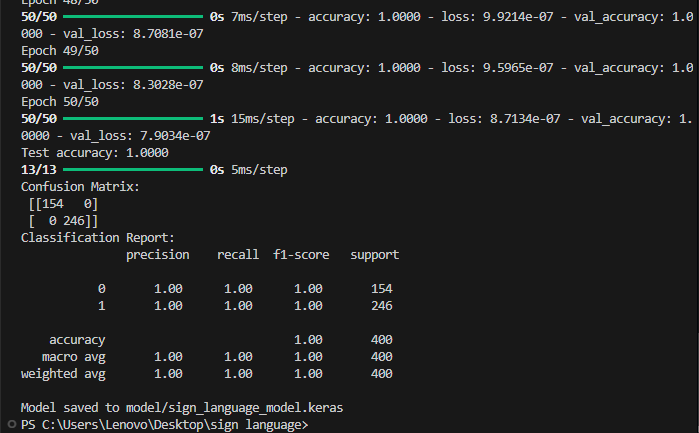 Epoch 48/50
50/50 ━━━━━━━━━━━━━━━━━━━━ 0s 7ms/step - accuracy: 1.0000 - loss: 9.9214e-07 - val_accuracy: 1.0
000 - val_loss: 8.7081e-07
Epoch 49/50
50/50 ━━━━━━━━━━━━━━━━━━━━ 0s 8ms/step - accuracy: 1.0000 - loss: 9.5965e-07 - val_accuracy: 1.0
000 - val_loss: 8.3028e-07
Epoch 50/50
50/50 ━━━━━━━━━━━━━━━━━━━━ 1s 15ms/step - accuracy: 1.0000 - loss: 8.7134e-07 - val_accuracy: 1.
0000 - val_loss: 7.9034e-07
Test accuracy: 1.0000
13/13 ━━━━━━━━━━━━━━━━━━━━ 0s 5ms/step
Confusion Matrix:
 [[154   0]
 [  0 246]]
Classification Report:
              precision    recall  f1-score   support

           0       1.00      1.00      1.00       154
           1       1.00      1.00      1.00       246

    accuracy                           1.00       400
   macro avg       1.00      1.00      1.00       400
weighted avg       1.00      1.00      1.00       400

Model saved to model/sign_language_model.keras
PS C:\Users\Lenovo\Desktop\sign language>